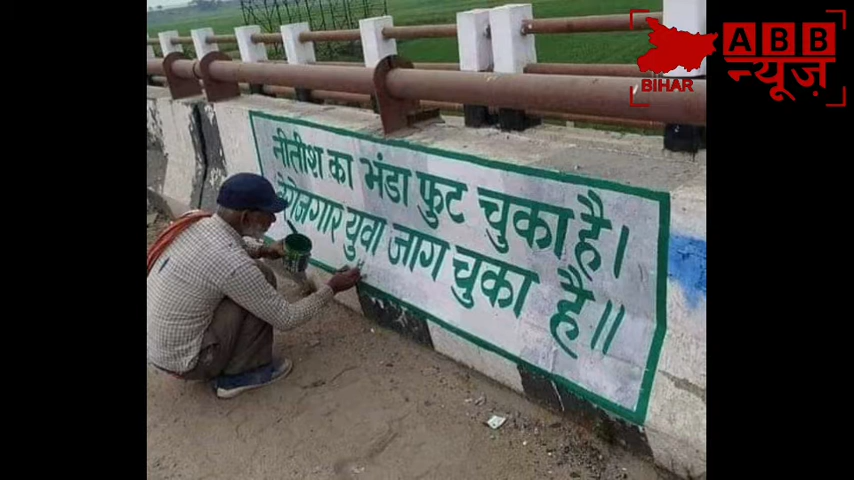 ABB
न्यूज़
BIHAR
नीतीश का भंडा फुट चुका है।
बेरोजगार युवा जाग चुका है॥